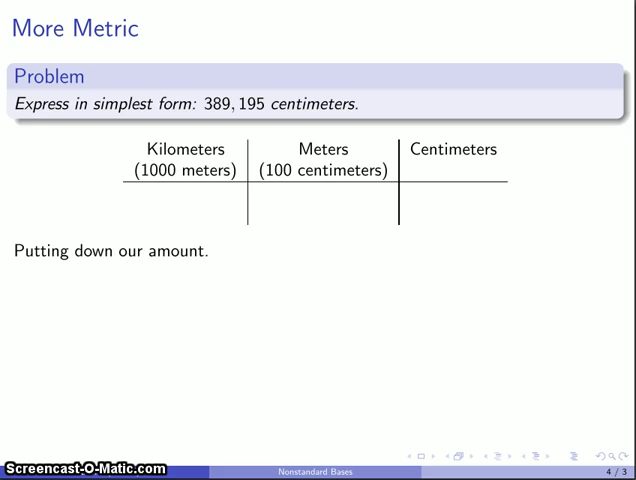 More Metric
Problem
Express in simplest form: 389, 195 centimeters.
Kilometers Meters Centimeters
(1000 meters) (100 centimeters)
Putting down our amount.
Screencast-O-Matic.com
Nonstandard Bases
4 / 3